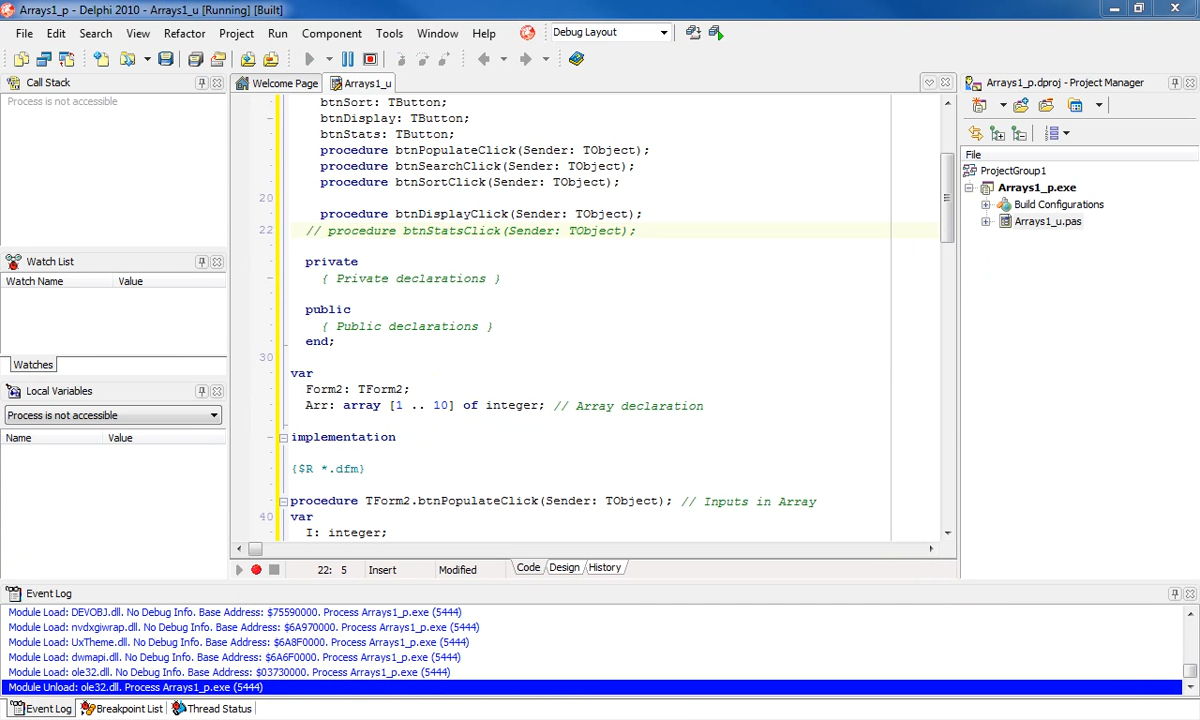 Arrays1_p - Delphi 2010 - Arrays1_u [Running] [Built]
File Edit Search View Refactor Project Run Component Tools Window Help Debug Layout
Call Stack
Process is not accessible
Watch List
Watch Name Value
Watches
Local Variables
Process is not accessible
Name Value
Welcome Page Arrays1_u
btnSort: TButton;
btnDisplay: TButton;
btnStats: TButton;
procedure btnPopulateClick(Sender: TObject);
procedure btnSearchClick(Sender: TObject);
procedure btnSortClick(Sender: TObject);
20
procedure btnDisplayClick(Sender: TObject);
22 // procedure btnStatsClick(Sender: TObject);
private
{ Private declarations }
public
{ Public declarations }
end;
30
var
Form2: TForm2;
Arr: array [1 .. 10] of integer; // Array declaration
implementation
{$R *.dfm}
procedure TForm2.btnPopulateClick(Sender: TObject); // Inputs in Array
40 var
I: integer;
22: 5 Insert Modified Code Design History
Arrays1_p.dproj - Project Manager
File
ProjectGroup1
Arrays1_p.exe
Build Configurations
Arrays1_u.pas
Event Log
Module Load: DEVOBJ.dll. No Debug Info. Base Address: $75590000. Process Arrays1_p.exe (5444)
Module Load: nvdxgiwrap.dll. No Debug Info. Base Address: $6A970000. Process Arrays1_p.exe (5444)
Module Load: UxTheme.dll. No Debug Info. Base Address: $6A8F0000. Process Arrays1_p.exe (5444)
Module Load: dwmapi.dll. No Debug Info. Base Address: $6A6F0000. Process Arrays1_p.exe (5444)
Module Load: ole32.dll. No Debug Info. Base Address: $03730000. Process Arrays1_p.exe (5444)
Module Unload: ole32.dll. Process Arrays1_p.exe (5444)
Event Log Breakpoint List Thread Status